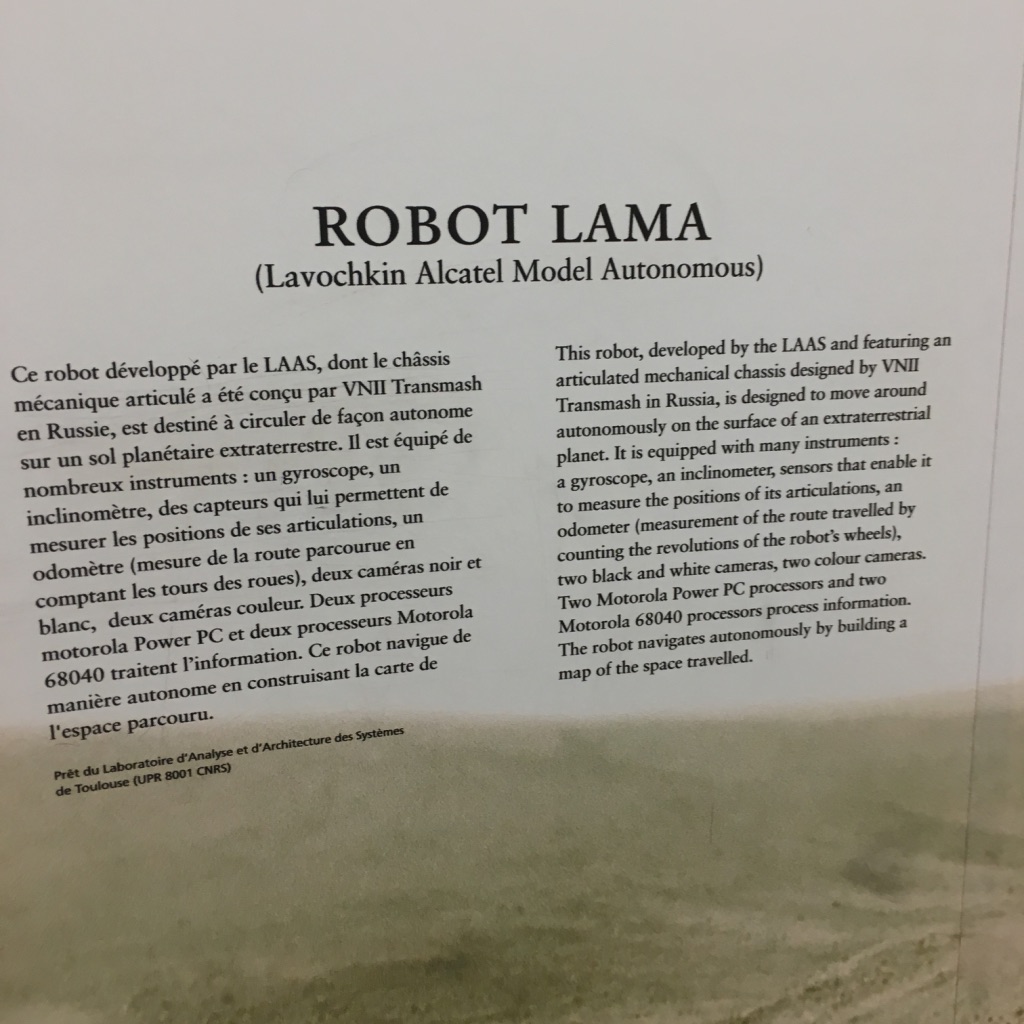 ROBOT LAMA
(Lavochkin Alcatel Model Autonomous)
Ce robot développé par le LAAS, dont le châssis
mécanique articulé a été conçu par VNII Transmash
en Russie, est destiné à circuler de façon autonome
sur un sol planétaire extraterrestre. Il est équipé de
nombreux instruments : un gyroscope, un
inclinomètre, des capteurs qui lui permettent de
mesurer les positions de ses articulations, un
odomètre (mesure de la route parcourue en
comptant les tours des roues), deux caméras noir et
blanc, deux caméras couleur. Deux processeurs
motorola Power PC et deux processeurs Motorola
68040 traitent l'information. Ce robot navigue de
manière autonome en construisant la carte de
l'espace parcouru.
Prêt du Laboratoire d'Analyse et d'Architecture des Systèmes
de Toulouse (UPR 8001 CNRS)
This robot, developed by the LAAS and featuring an
articulated mechanical chassis designed by VNII
Transmash in Russia, is designed to move around
autonomously on the surface of an extraterrestrial
planet. It is equipped with many instruments :
a gyroscope, an inclinometer, sensors that enable it
to measure the positions of its articulations, an
odometer (measurement of the route travelled by
counting the revolutions of the robot's wheels),
two black and white cameras, two colour cameras.
Two Motorola Power PC processors and two
Motorola 68040 processors process information.
The robot navigates autonomously by building a
map of the space travelled.